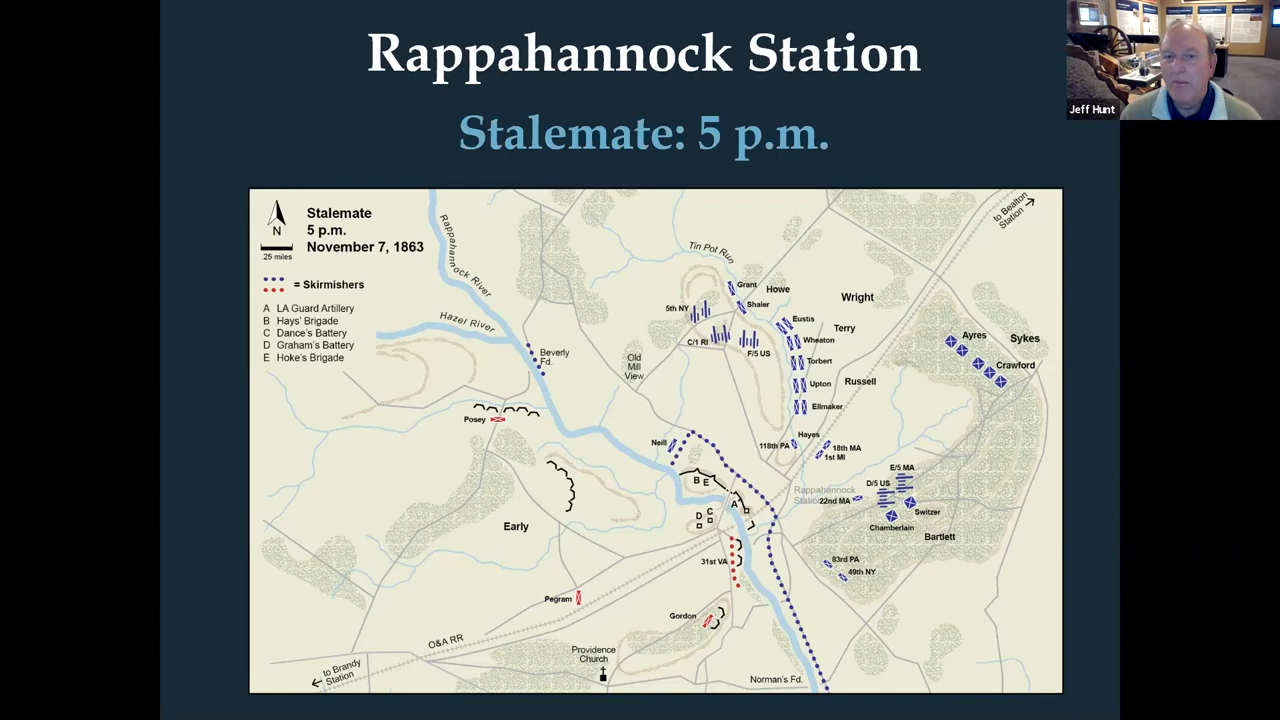 Rappahannock Station
Stalemate: 5 p.m.
Jeff Hunt
N
.25 miles
Stalemate
5 p.m.
November 7, 1863
= Skirmishers
A LA Guard Artillery
B Hays' Brigade
C Dance's Battery
D Graham's Battery
E Hoke's Brigade
Rappahannock River
Hazel River
Beverly
Fd.
Old
Mill
View
Tin Pot Run
to Bealton
Station
Grant
Howe
Shaler
Wright
5th NY
C/1 RI
F/5 US
Eustis
Terry
Wheaton
Torbert
Upton
Russell
Ellmaker
Ayres
Sykes
Crawford
Posey
Neill
118th PA
Hayes
18th MA
1st MI
B E
A
D C
Rappahannock
Station
22nd MA
E/5 MA
D/5 US
Switzer
Chamberlain
Bartlett
Early
31st VA
83rd PA
49th NY
Pegram
Gordon
O&A RR
Providence
Church
to Brandy
Station
Norman's Fd.